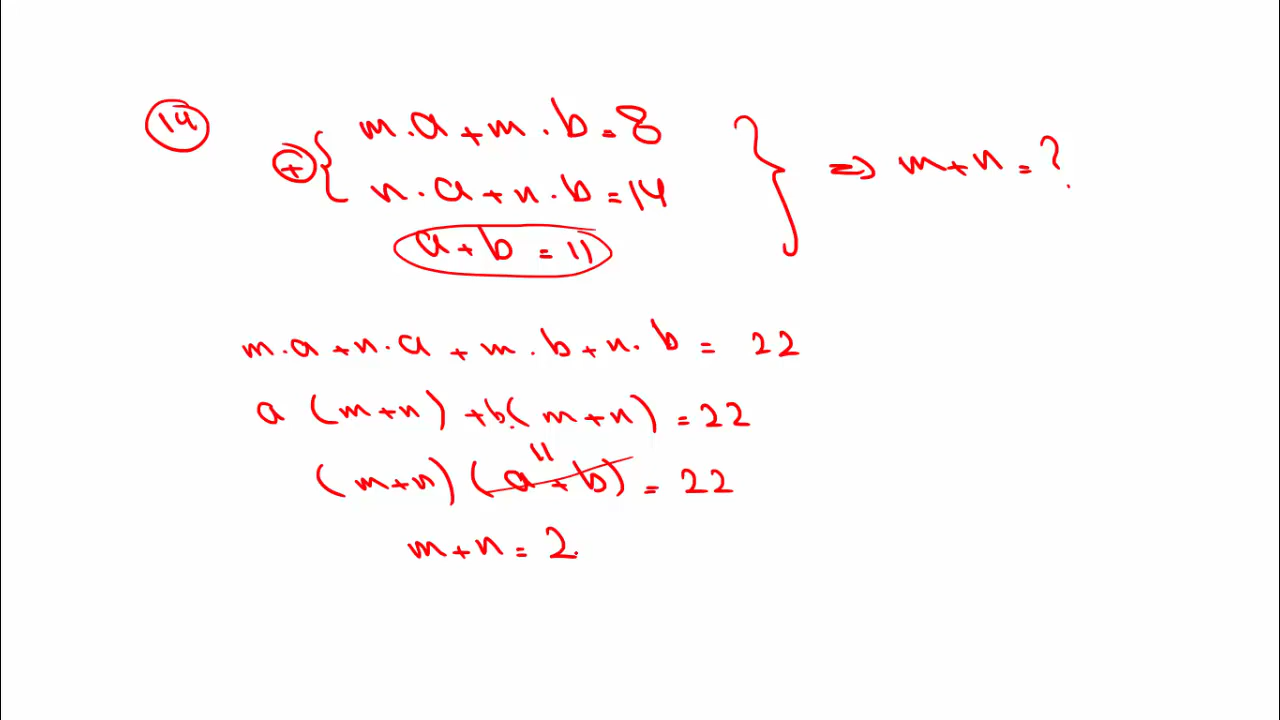 14
m.a+m.b=8
+ { n.a+n.b=14 } ⇒ m+n=?
a+b=11
m.a+n.a+m.b+n.b=22
a(m+n)+b(m+n)=22
11
(m+n)(a+b)=22
m+n=2.